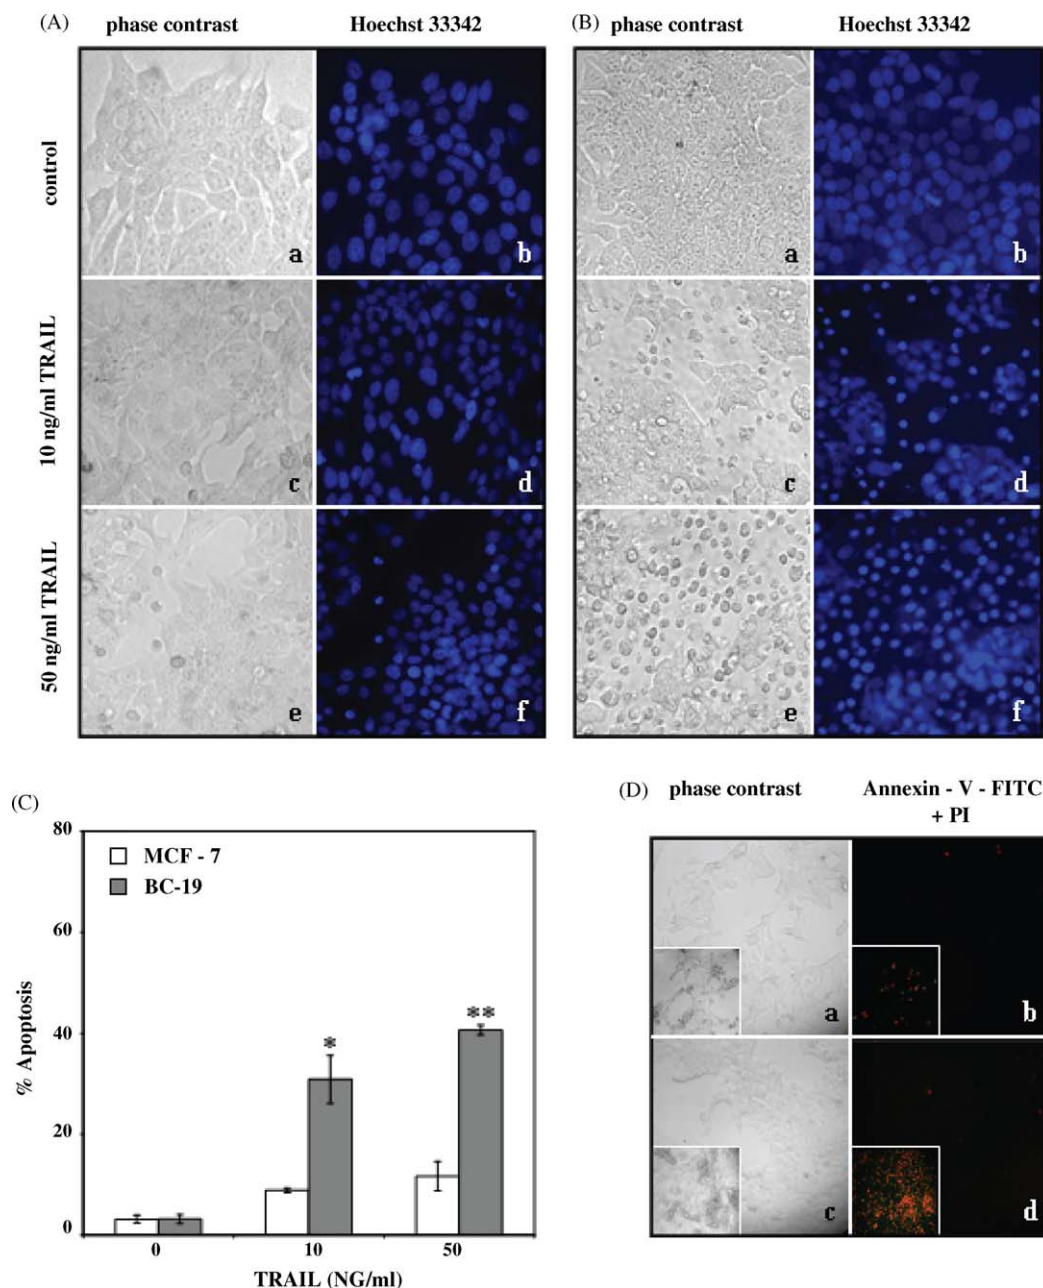 (A) phase contrast Hoechst 33342
(B) phase contrast Hoechst 33342
control
a
b
a
b
10 ng/ml TRAIL
c
d
c
d
50 ng/ml TRAIL
e
f
e
f
(C)
80
60
40
20
0
% Apoptosis
MCF - 7
BC-19
*
**
0 10 50
TRAIL (NG/ml)
(D) phase contrast Annexin - V - FITC
+ PI
a
b
c
d